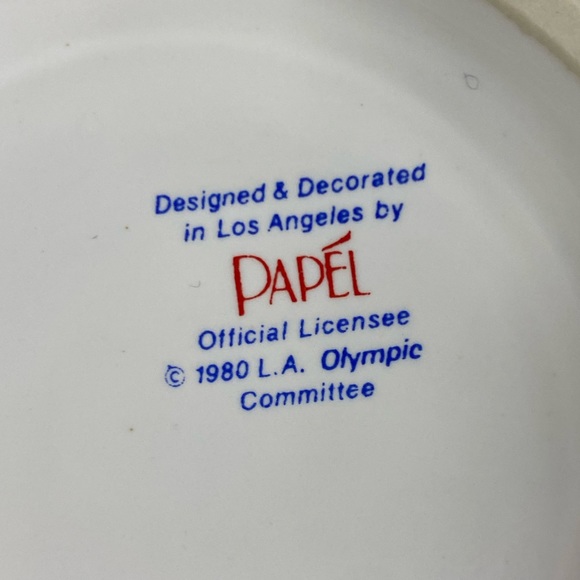 Designed & Decorated
in Los Angeles by
PAPÉL
Official Licensee
© 1980 L.A. Olympic
Committee